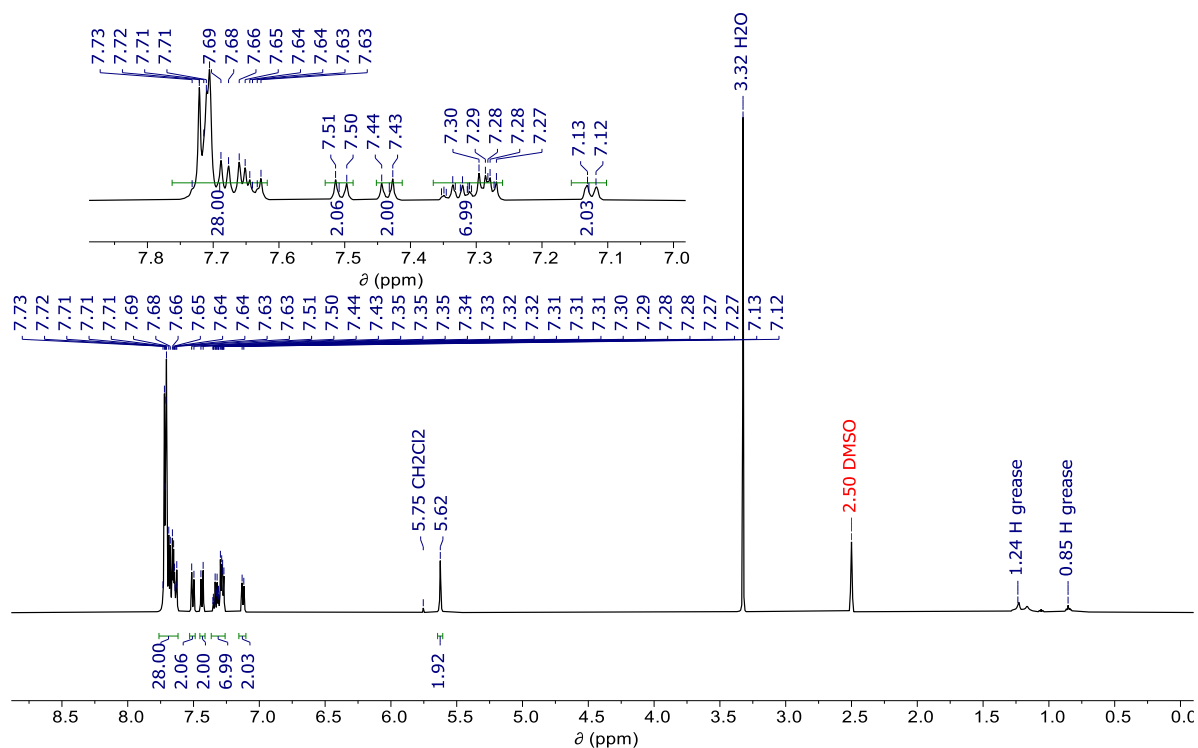 7.73 7.72 7.71 7.71 7.69 7.68 7.66 7.65 7.64 7.64 7.63 7.63
7.51 7.50 7.44 7.43 7.30 7.29 7.28 7.28 7.27 7.13 7.12
28.00 2.06 2.00 6.99 2.03
7.8 7.7 7.6 7.5 7.4 7.3 7.2 7.1 7.0
∂ (ppm)
3.32 H2O
7.73 7.72 7.71 7.71 7.71 7.69 7.68 7.66 7.65 7.64 7.64 7.63 7.63 7.51 7.50 7.44 7.43 7.35 7.35 7.35 7.34 7.33 7.32 7.32 7.31 7.31 7.31 7.30 7.29 7.28 7.28 7.27 7.27 7.13 7.12
5.75 CH2Cl2
5.62
2.50 DMSO
1.24 H grease
0.85 H grease
28.00 2.06 2.00 6.99 2.03 1.92
8.5 8.0 7.5 7.0 6.5 6.0 5.5 5.0 4.5 4.0 3.5 3.0 2.5 2.0 1.5 1.0 0.5 0.0
∂ (ppm)